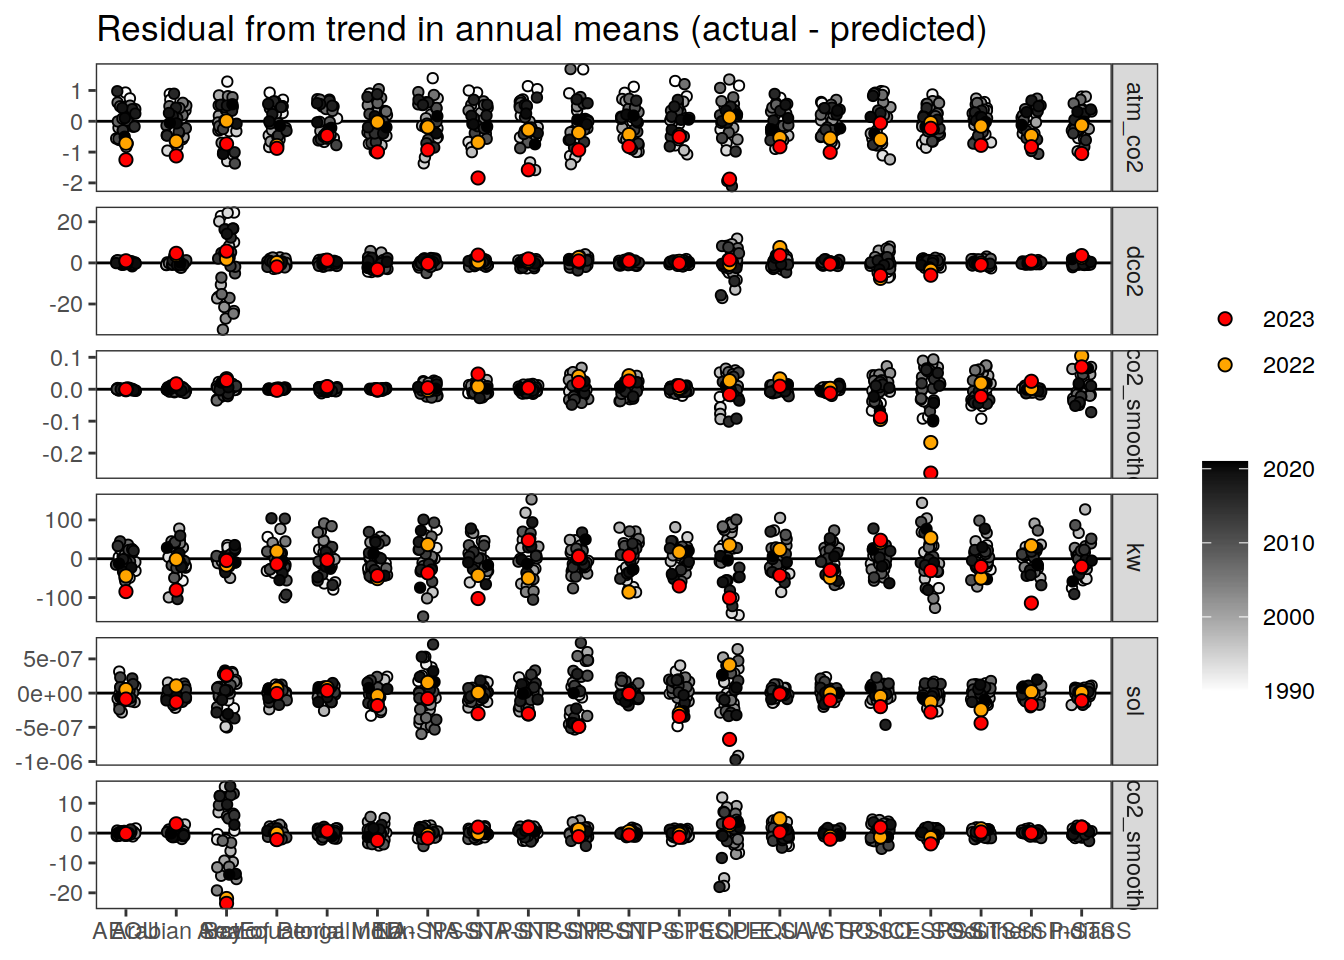 Residual from trend in annual means (actual - predicted)
1
0
-1
-2
atm_co2
20
0
-20
dco2
0.1
0.0
-0.1
-0.2
co2_smooth
100
0
-100
kw
5e-07
0e+00
-5e-07
-1e-06
sol
10
0
-10
-20
co2_smooth
2023
2022
2020
2010
2000
1990